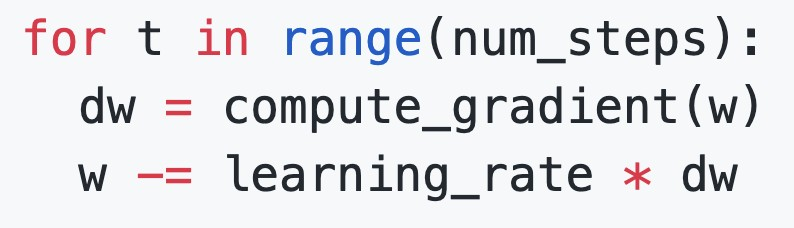 for t in range(num_steps):
  dw = compute_gradient(w)
  w -= learning_rate * dw